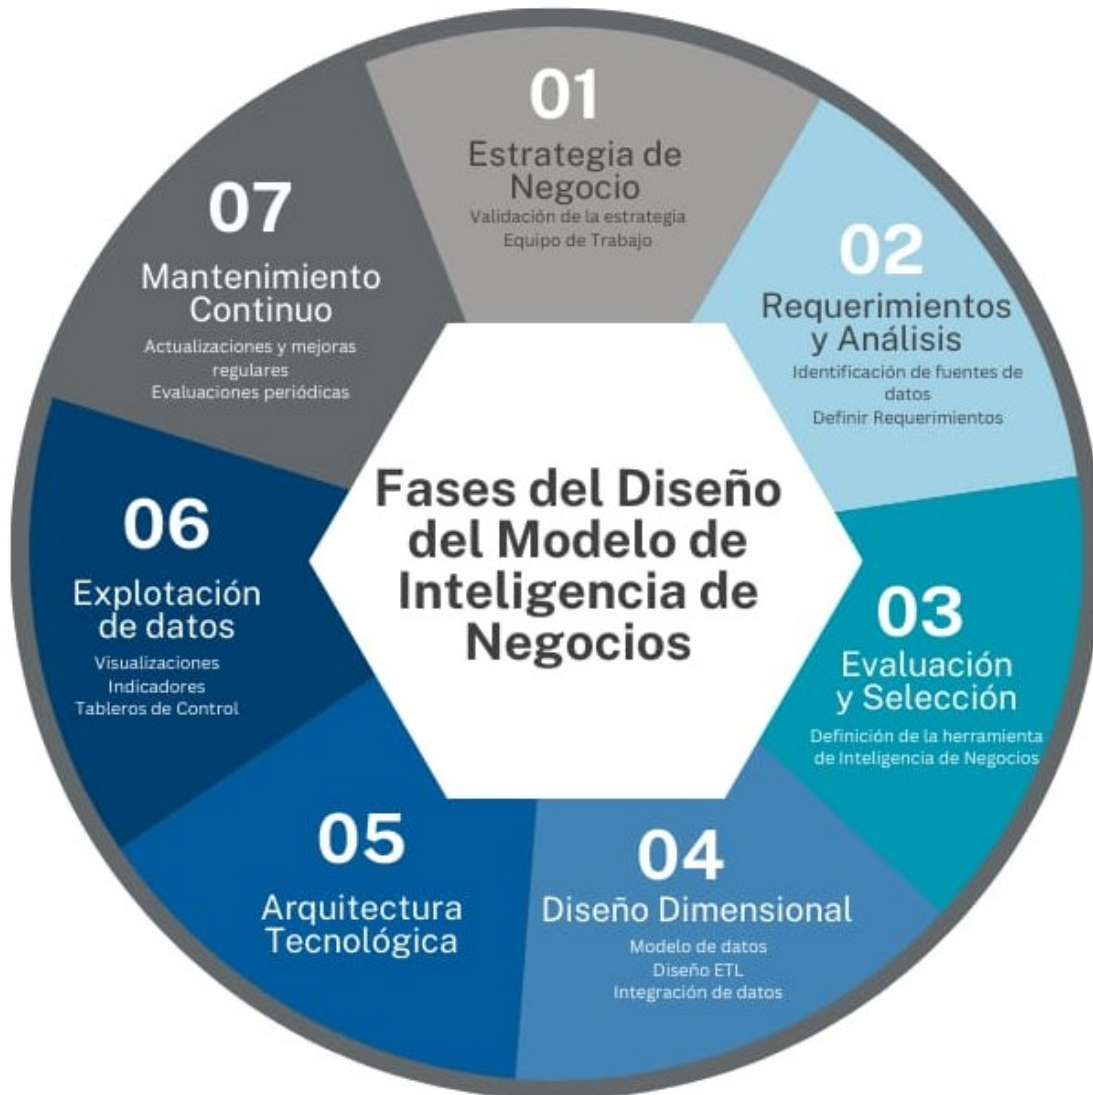 01
Estrategia de
Negocio
Validación de la estrategia
Equipo de Trabajo
02
Requerimientos
y Análisis
Identificación de fuentes de
datos
Definir Requerimientos
03
Evaluación
y Selección
Definición de la herramienta
de Inteligencia de Negocios
04
Diseño Dimensional
Modelo de datos
Diseño ETL
Integración de datos
05
Arquitectura
Tecnológica
06
Explotación
de datos
Visualizaciones
Indicadores
Tableros de Control
07
Mantenimiento
Continuo
Actualizaciones y mejoras
regulares
Evaluaciones periódicas
Fases del Diseño
del Modelo de
Inteligencia de
Negocios